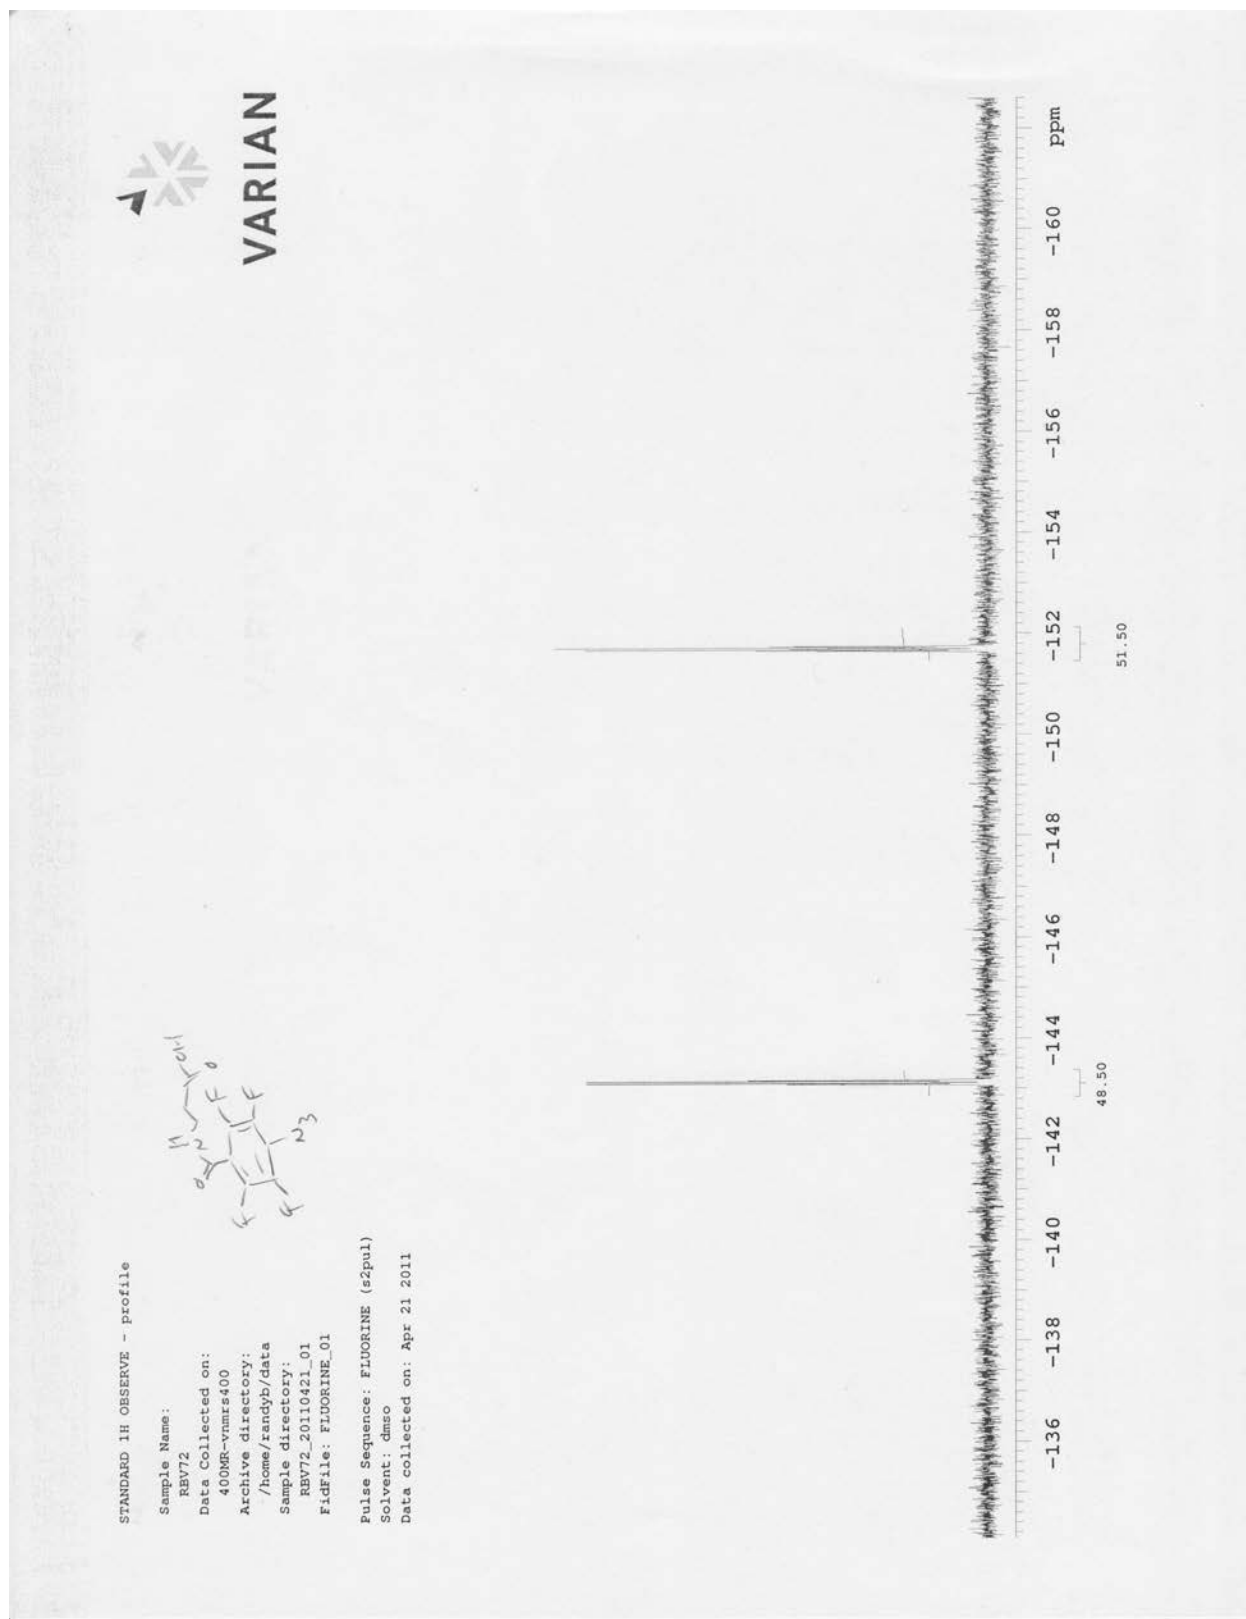 STANDARD 1H OBSERVE - profile
Sample Name:
RBV72
Data Collected on:
400MR-vnmrs400
Archive directory:
/home/randyb/data
Sample directory:
RBV72_20110421_01
FidFile: FLUORINE_01
Pulse Sequence: FLUORINE (s2pul)
Solvent: dmso
Data collected on: Apr 21 2011
VARIAN
O
H
N
OH
O
F
F
F
F
N3
-136
-138
-140
-142
-144
-146
-148
-150
-152
-154
-156
-158
-160
ppm
48.50
51.50